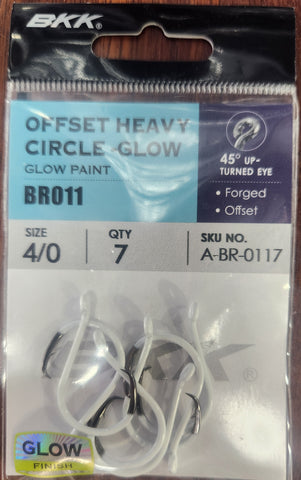 BKK
OFFSET HEAVY
CIRCLE-GLOW
GLOW PAINT
BR011
45° UP-
TURNED EYE
• Forged
• Offset
SIZE
4/0
QTY
7
SKU NO.
A-BR-0117
BKK
GLOW
FINISH